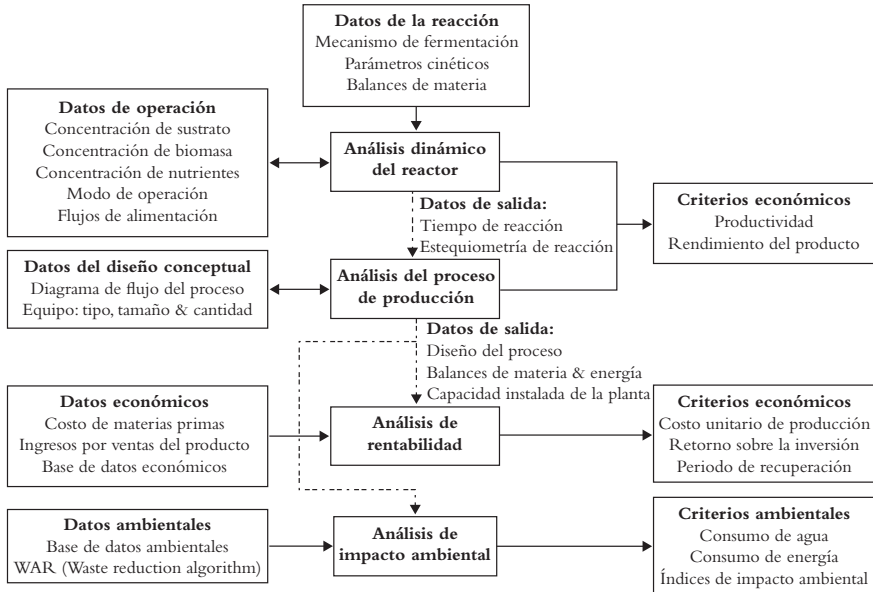 Datos de la reacción
Mecanismo de fermentación
Parámetros cinéticos
Balances de materia
Datos de operación
Concentración de sustrato
Concentración de biomasa
Concentración de nutrientes
Modo de operación
Flujos de alimentación
Análisis dinámico
del reactor
Datos de salida:
Tiempo de reacción
Estequiometría de reacción
Criterios económicos
Productividad
Rendimiento del producto
Datos del diseño conceptual
Diagrama de flujo del proceso
Equipo: tipo, tamaño & cantidad
Análisis del proceso
de producción
Datos de salida:
Diseño del proceso
Balances de materia & energía
Capacidad instalada de la planta
Datos económicos
Costo de materias primas
Ingresos por ventas del producto
Base de datos económicos
Análisis de
rentabilidad
Criterios económicos
Costo unitario de producción
Retorno sobre la inversión
Periodo de recuperación
Datos ambientales
Base de datos ambientales
WAR (Waste reduction algorithm)
Análisis de
impacto ambiental
Criterios ambientales
Consumo de agua
Consumo de energía
Índices de impacto ambiental